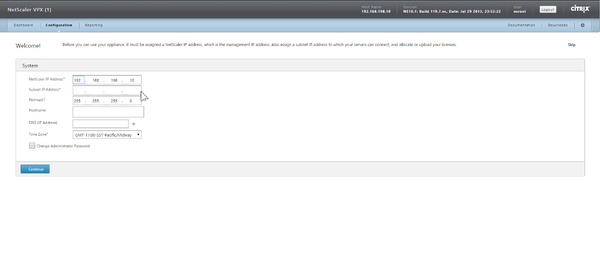 NetScaler VPX (1)
Host Name
192.168.198.10
Version
NS10.1: Build 119.7.nc, Date: Jul 29 2013, 23:53:22
User
nsroot
Logout
CITRIX
Dashboard Configuration Reporting Documentation Downloads
Welcome!
Before you can use your appliance, it must be assigned a NetScaler IP address, which is the management IP address. Also assign a subnet IP address to which your servers can connect, and allocate or upload your licenses.
Skip
System
NetScaler IP Address*
192 . 168 . 198 . 10
Subnet IP Address*
. . .
Netmask*
255 . 255 . 255 . 0
Hostname
DNS (IP Address)
+
Time Zone*
GMT-11:00-SST-Pacific/Midway
Change Administrator Password
Continue